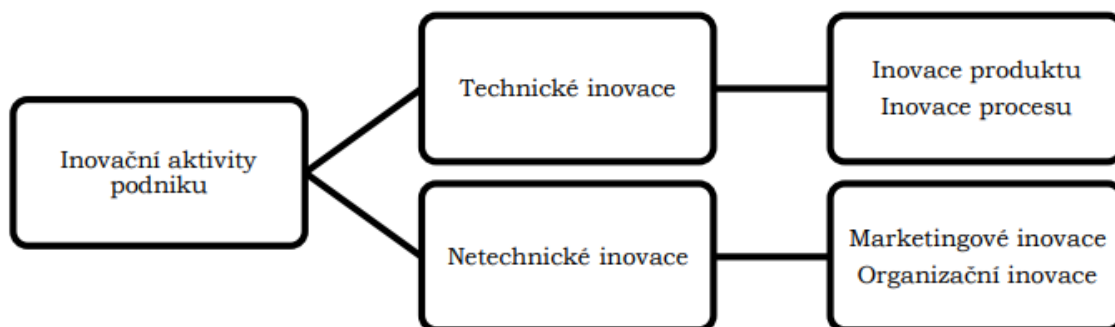 Inovační aktivity
podniku
Technické inovace
Inovace produktu
Inovace procesu
Netechnické inovace
Marketingové inovace
Organizační inovace